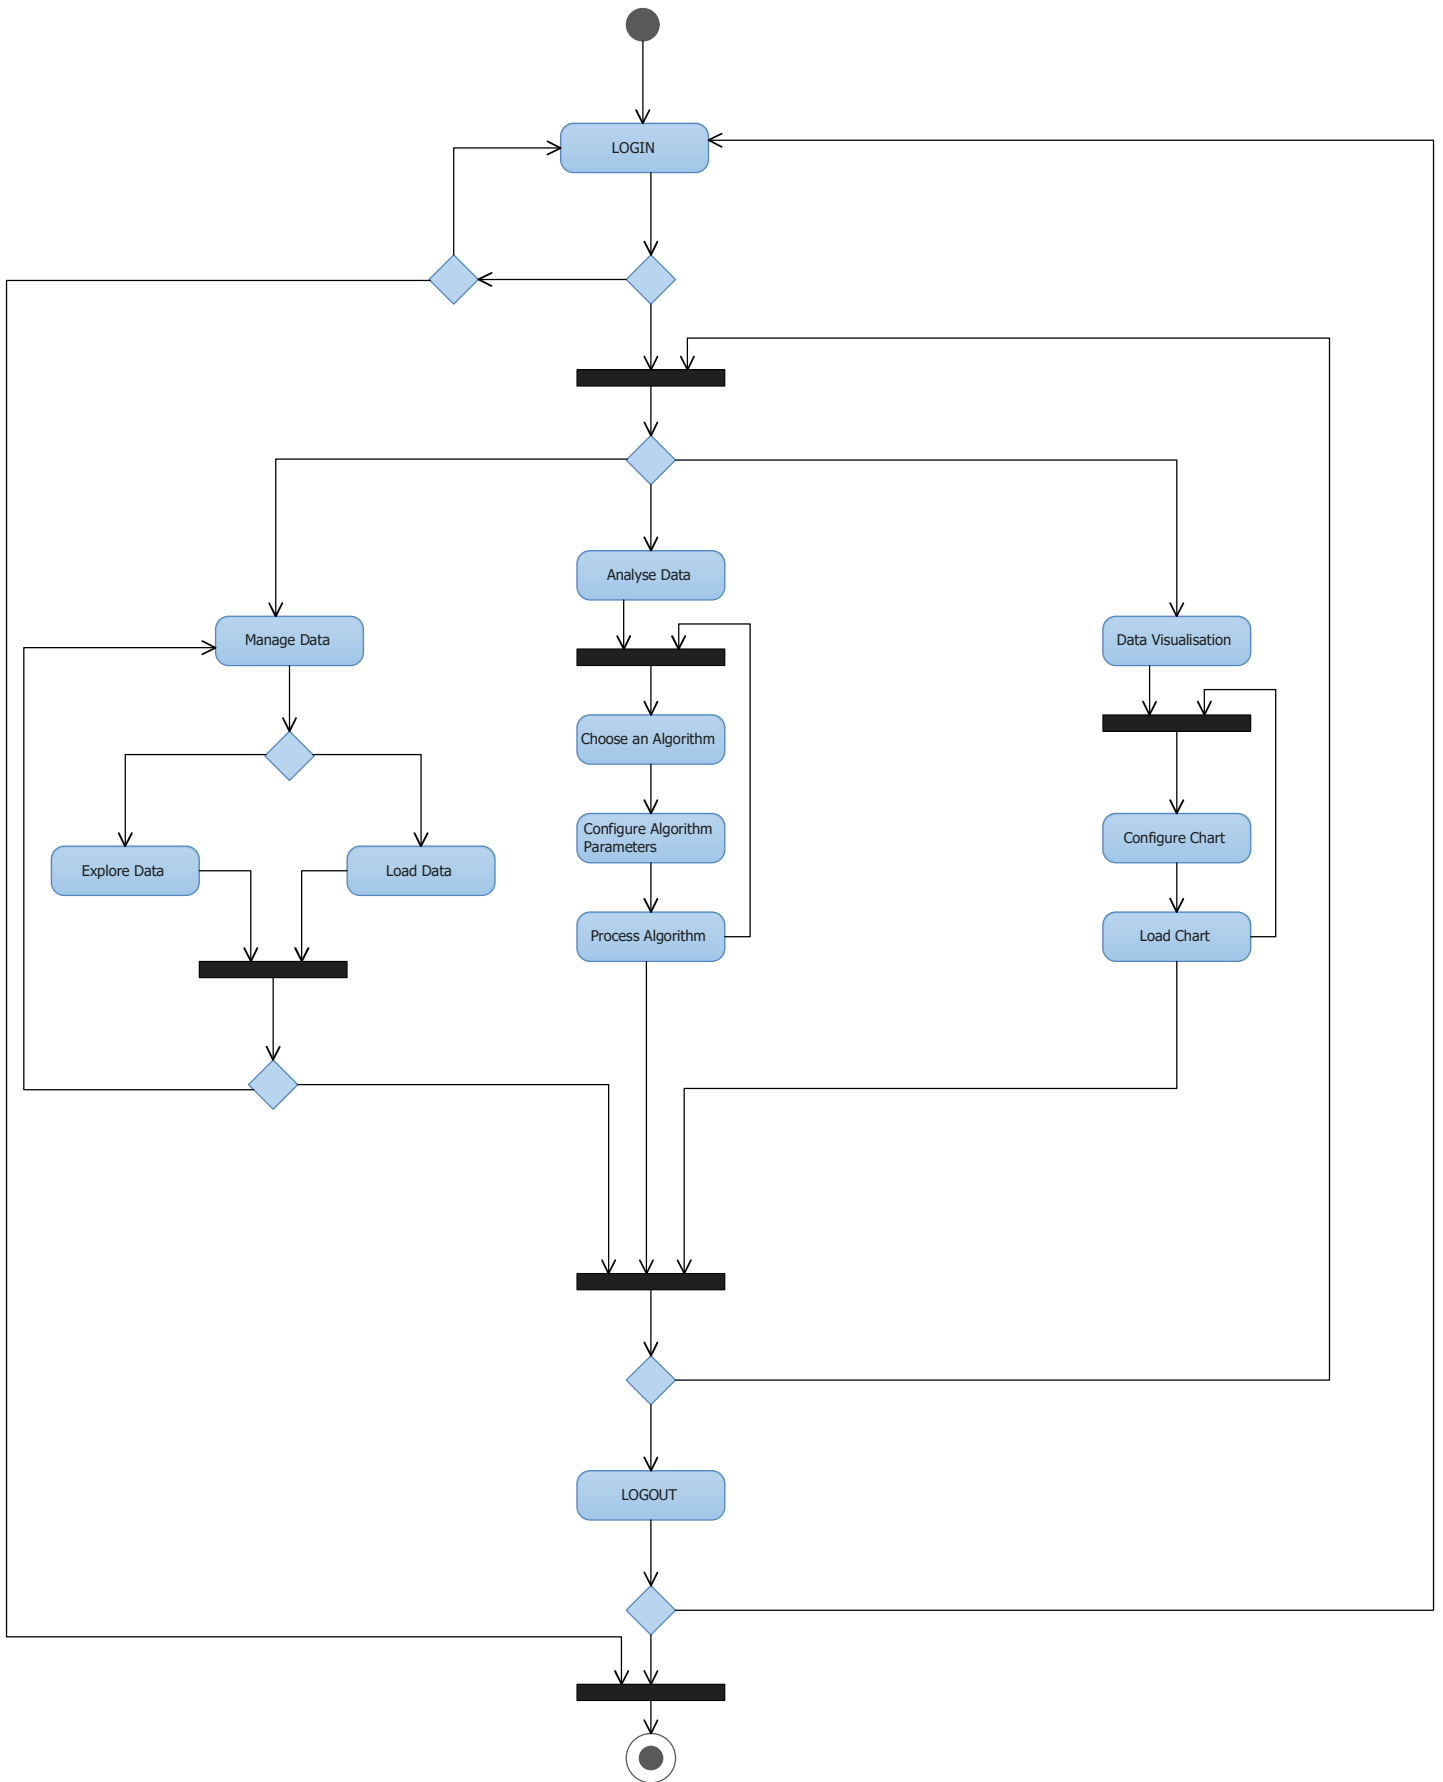 LOGIN
Analyse Data
Manage Data
Data Visualisation
Choose an Algorithm
Configure Algorithm
Parameters
Configure Chart
Explore Data
Load Data
Process Algorithm
Load Chart
LOGOUT